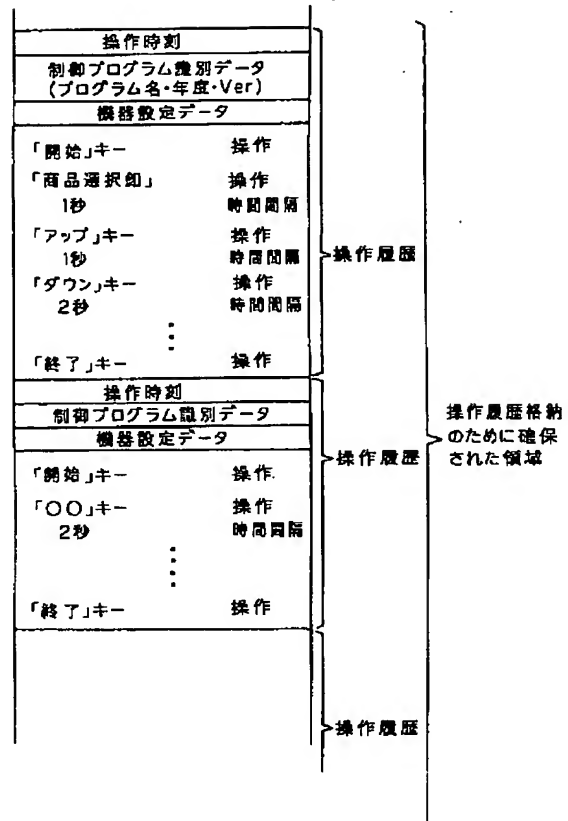 操作時刻
制御プログラム識別データ
(プログラム名・年度・Ver)
機器設定データ
「開始」キー 操作
「商品選択釦」 操作
1秒 時間間隔
「アップ」キー 操作
1秒 時間間隔
「ダウン」キー 操作
2秒 時間間隔
「終了」キー 操作
操作履歴
操作時刻
制御プログラム識別データ
機器設定データ
「開始」キー 操作
「〇〇」キー 操作
2秒 時間間隔
「終了」キー 操作
操作履歴
操作履歴
操作履歴格納
のために確保
された領域